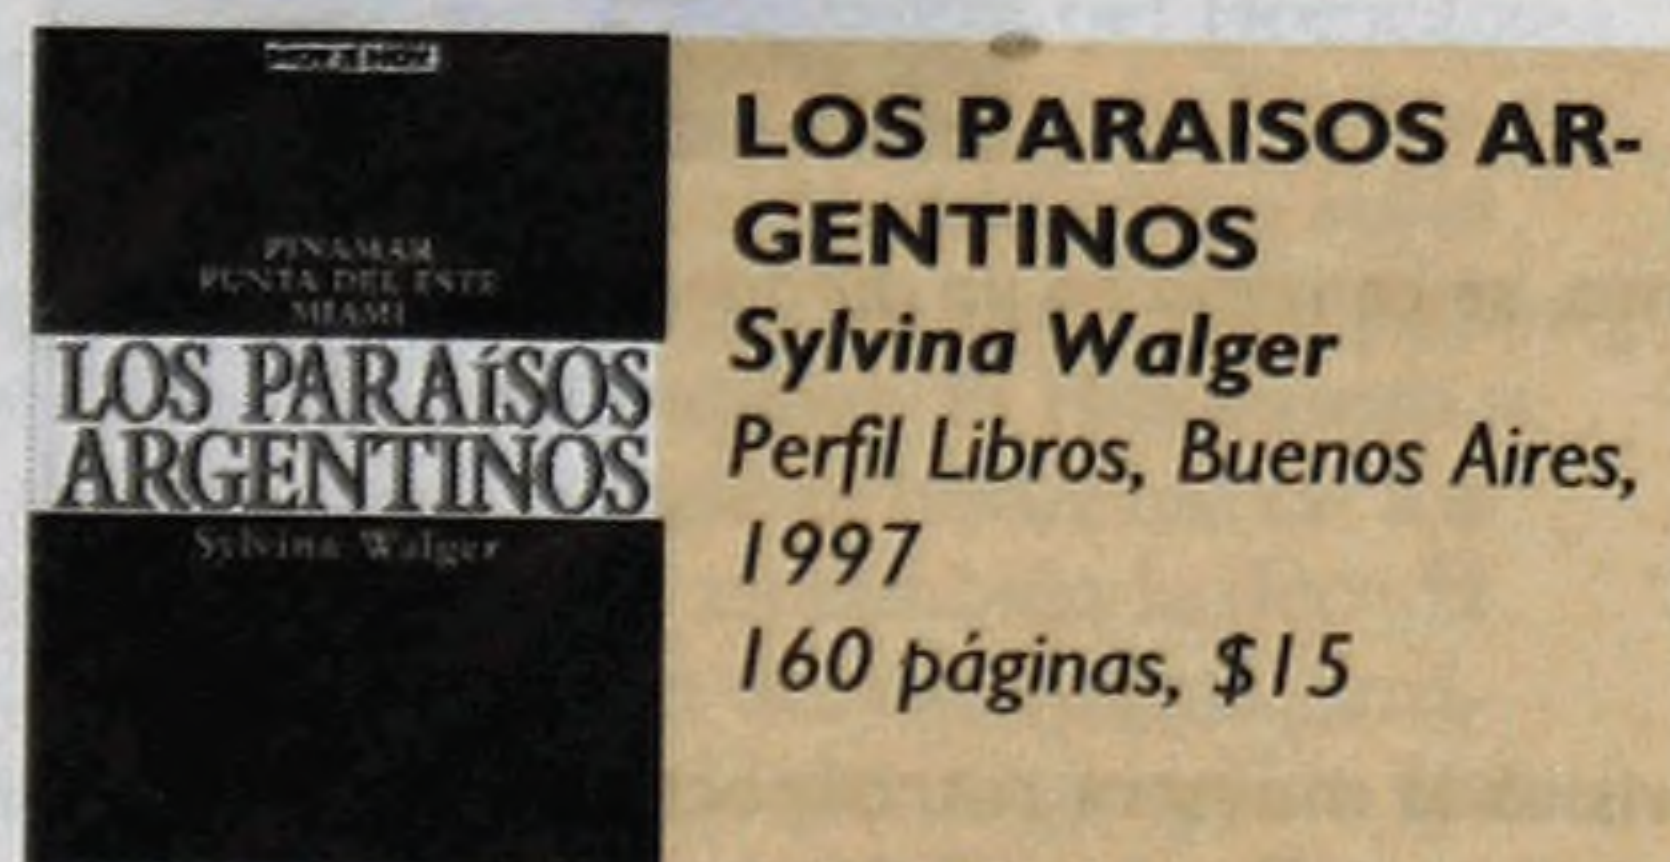 PINAMAR
PUNTA DEL ESTE
MIAMI
LOS PARAíSOS
ARGENTINOS
Sylvina Walger
LOS PARAISOS AR-
GENTINOS
Sylvina Walger
Perfil Libros, Buenos Aires,
1997
160 páginas, $15